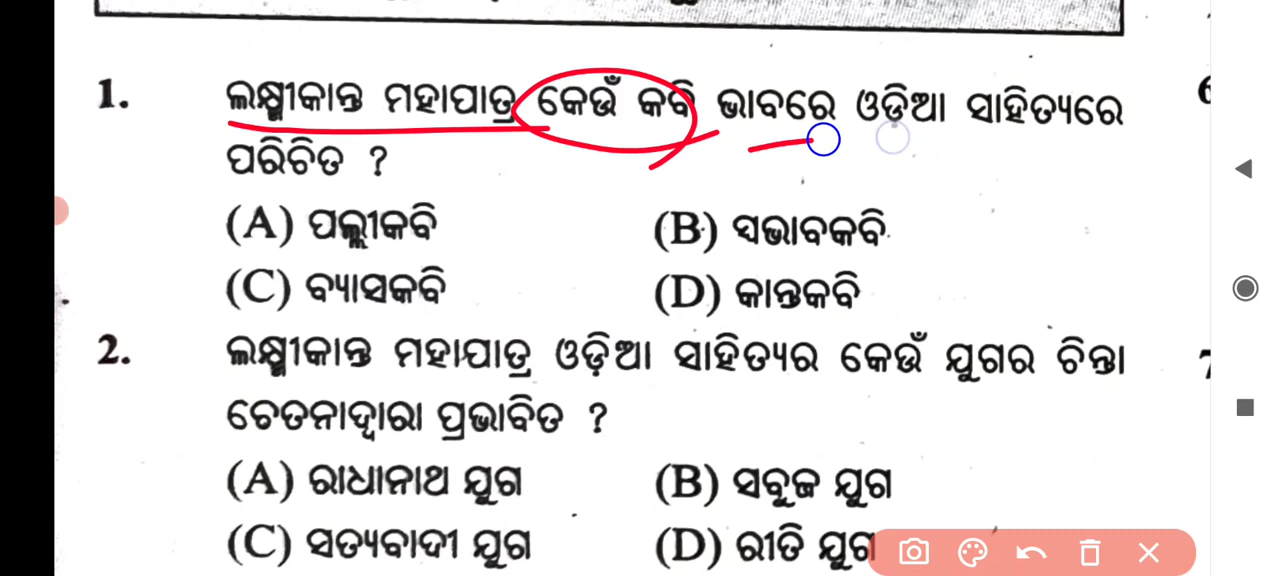 1. ଲକ୍ଷ୍ମୀକାନ୍ତ ମହାପାତ୍ର କେଉଁ କବି ଭାବରେ ଓଡ଼ିଆ ସାହିତ୍ୟରେ
ପରିଚିତ ?
(A) ପଲ୍ଲୀକବି (B) ସ୍ଵଭାବକବି
(C) ବ୍ୟାସକବି (D) କାନ୍ତକବି
2. ଲକ୍ଷ୍ମୀକାନ୍ତ ମହାପାତ୍ର ଓଡ଼ିଆ ସାହିତ୍ୟର କେଉଁ ଯୁଗର ଚିନ୍ତା
ଚେତନାଦ୍ୱାରା ପ୍ରଭାବିତ ?
(A) ରାଧାନାଥ ଯୁଗ (B) ସବୁଜ ଯୁଗ
(C) ସତ୍ୟବାଦୀ ଯୁଗ (D) ରୀତି ଯୁଗ